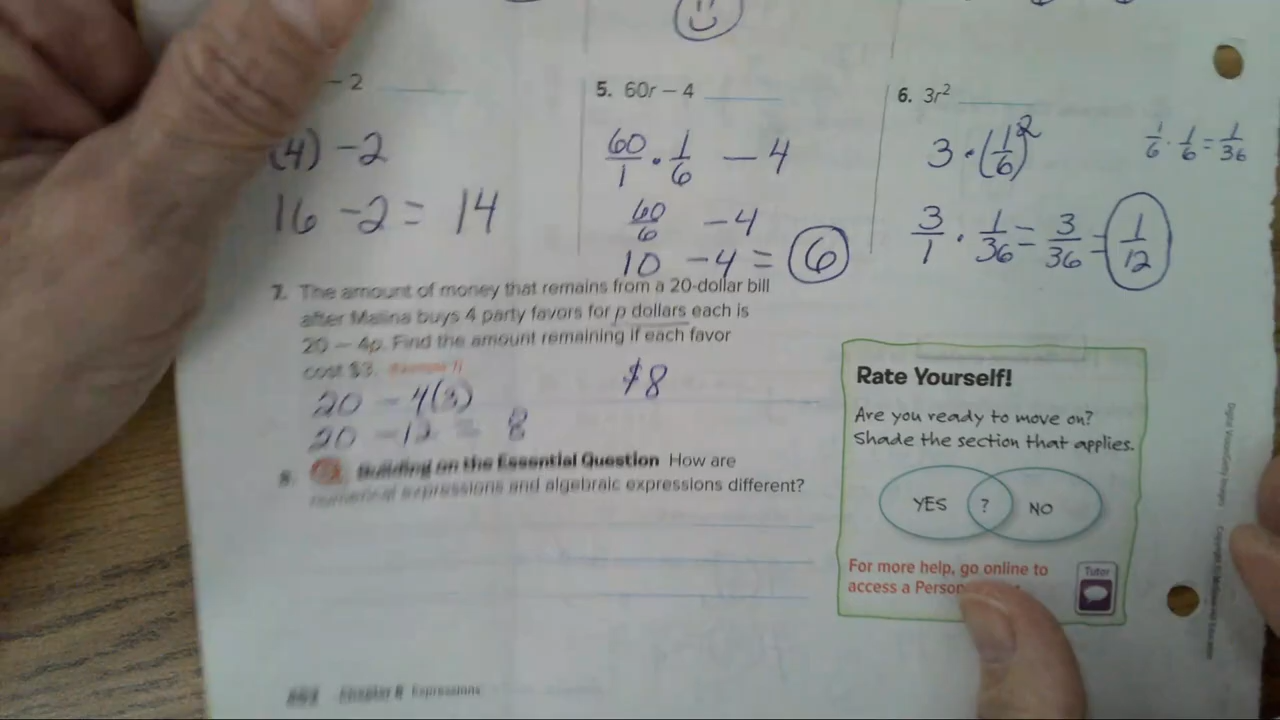 - 2
(4) - 2
16 - 2 = 14
5. 60r - 4
60/1 · 1/6 - 4
60/6 - 4
10 - 4 = 6
6. 3r²
3 · (1/6)²
1/6 · 1/6 = 1/36
3/1 · 1/36 = 3/36 = 1/12
7. The amount of money that remains from a 20-dollar bill
after Malina buys 4 party favors for p dollars each is
20 - 4p. Find the amount remaining if each favor
cost $3. (Example 7)
$8
20 - 4(3)
20 - 12 = 8
8. Building on the Essential Question How are
numerical expressions and algebraic expressions different?
Rate Yourself!
Are you ready to move on?
Shade the section that applies.
YES ? NO
For more help, go online to
access a Person
Tutor
Chapter 6 Expressions